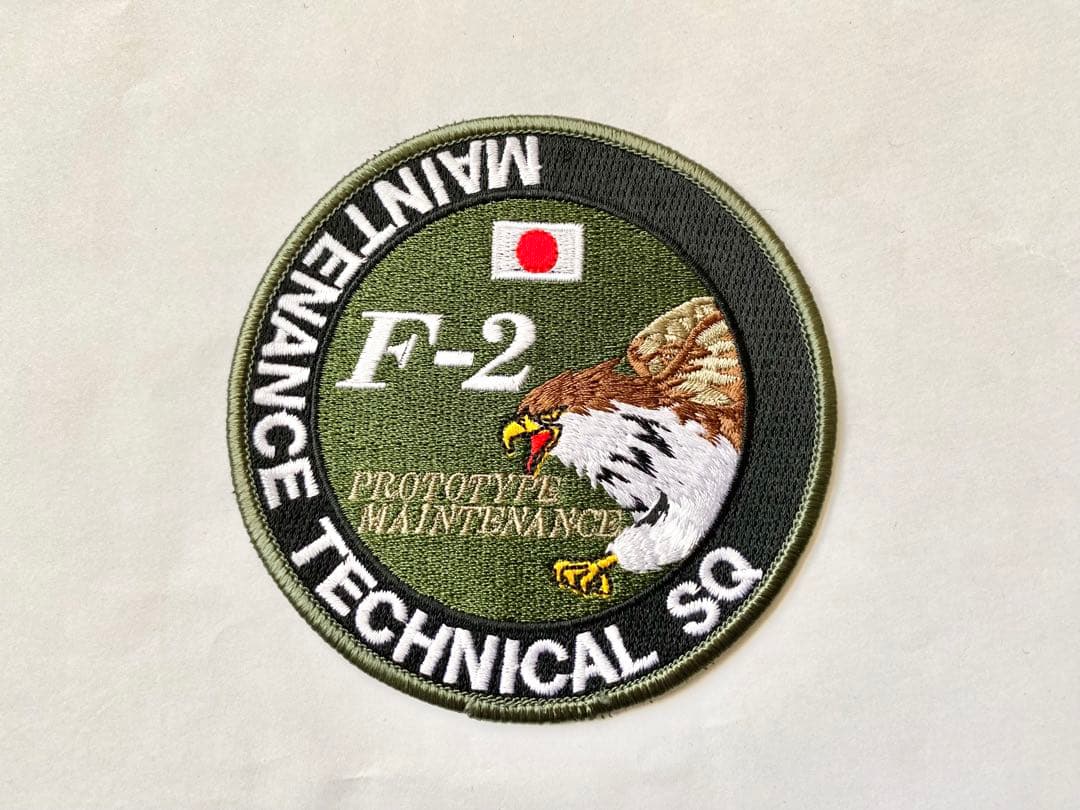 MAINTENANCE TECHNICAL SQ
F-2
PROTOTYPE
MAINTENANCE